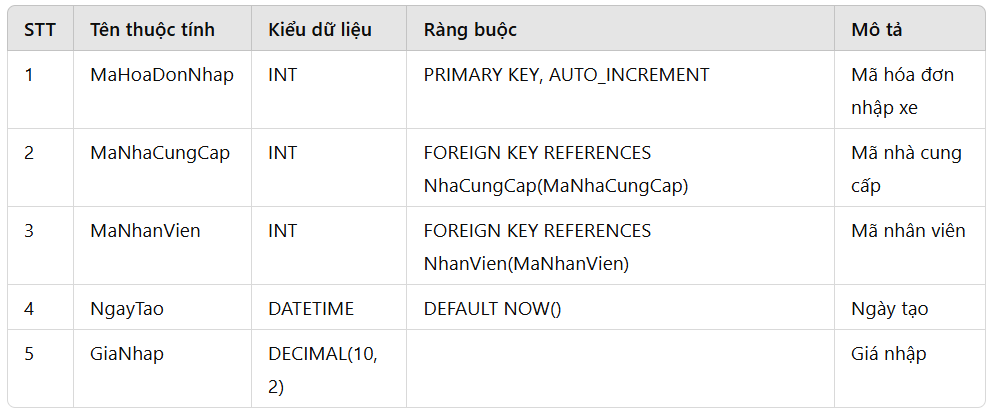 STT Tên thuộc tính Kiểu dữ liệu Ràng buộc Mô tả
1 MaHoaDonNhap INT PRIMARY KEY, AUTO_INCREMENT Mã hóa đơn
nhập xe
2 MaNhaCungCap INT FOREIGN KEY REFERENCES Mã nhà cung
NhaCungCap(MaNhaCungCap) cấp
3 MaNhanVien INT FOREIGN KEY REFERENCES Mã nhân viên
NhanVien(MaNhanVien)
4 NgayTao DATETIME DEFAULT NOW() Ngày tạo
5 GiaNhap DECIMAL(10, Giá nhập
2)